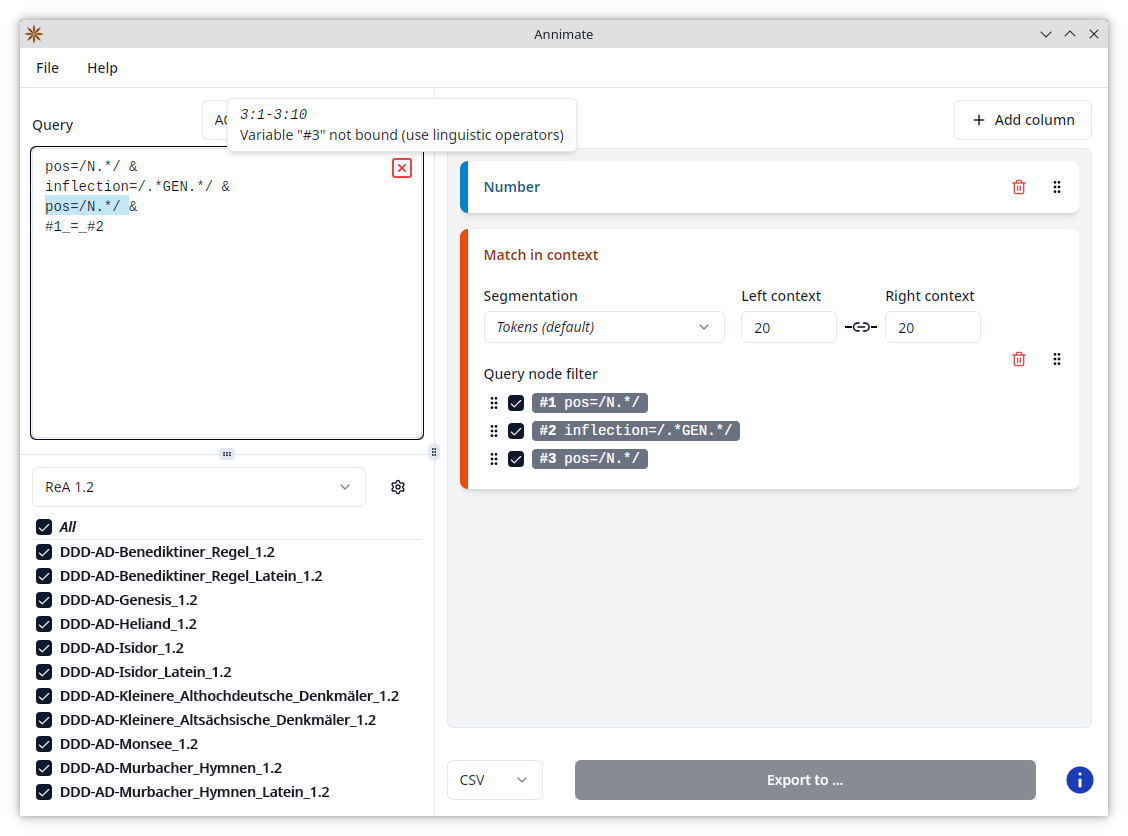 Annimate
File Help
Query
3:1-3:10
Variable "#3" not bound (use linguistic operators)
Add column
pos=/N.*/ &
inflection=/.*GEN.*/ &
pos=/N.*/ &
#1_=_#2
Number
Match in context
Segmentation Left context Right context
Tokens (default) 20 20
Query node filter
#1 pos=/N.*/
#2 inflection=/.*GEN.*/
#3 pos=/N.*/
ReA 1.2
All
DDD-AD-Benediktiner_Regel_1.2
DDD-AD-Benediktiner_Regel_Latein_1.2
DDD-AD-Genesis_1.2
DDD-AD-Heliand_1.2
DDD-AD-Isidor_1.2
DDD-AD-Isidor_Latein_1.2
DDD-AD-Kleinere_Althochdeutsche_Denkmäler_1.2
DDD-AD-Kleinere_Altsächsische_Denkmäler_1.2
DDD-AD-Monsee_1.2
DDD-AD-Murbacher_Hymnen_1.2
DDD-AD-Murbacher_Hymnen_Latein_1.2
CSV Export to ...